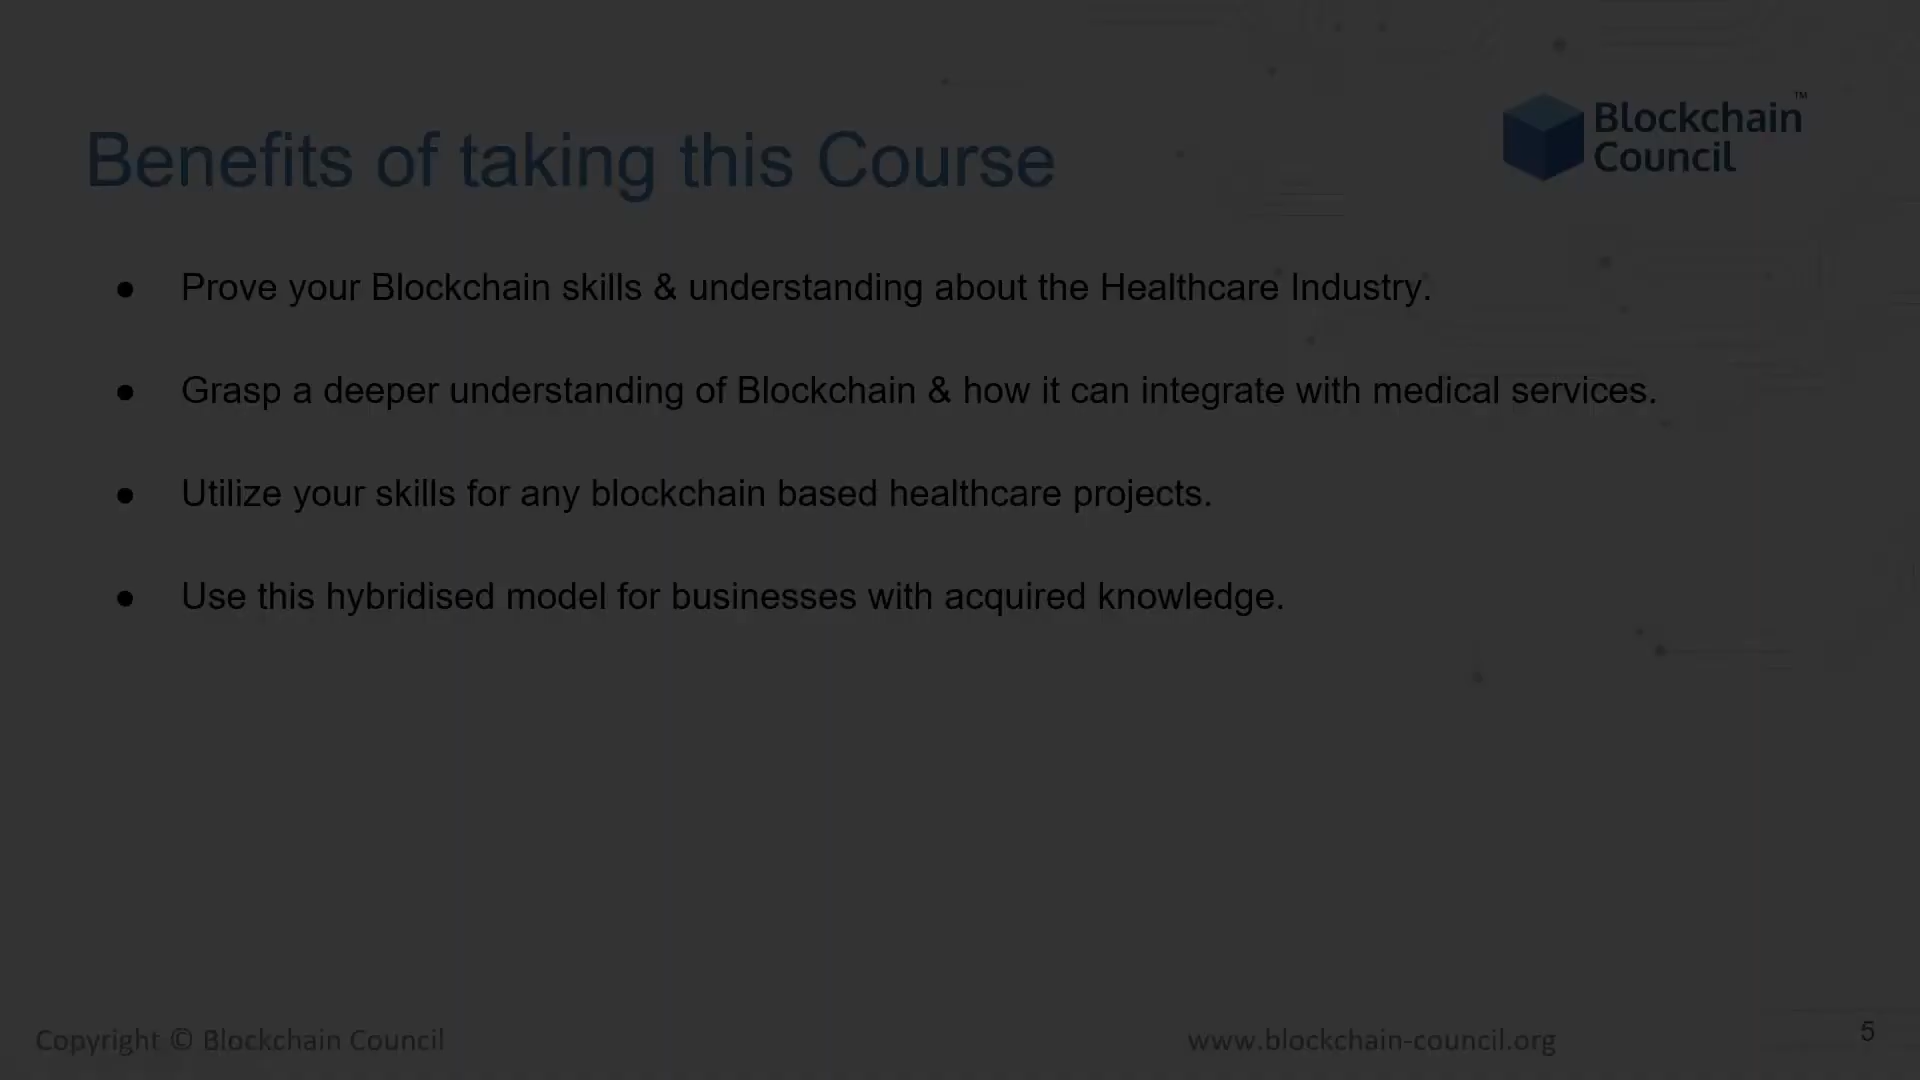 Blockchain™
Council
Benefits of taking this Course
● Prove your Blockchain skills & understanding about the Healthcare Industry.
● Grasp a deeper understanding of Blockchain & how it can integrate with medical services.
● Utilize your skills for any blockchain based healthcare projects.
● Use this hybridised model for businesses with acquired knowledge.
Copyright © Blockchain Council
www.blockchain-council.org
5